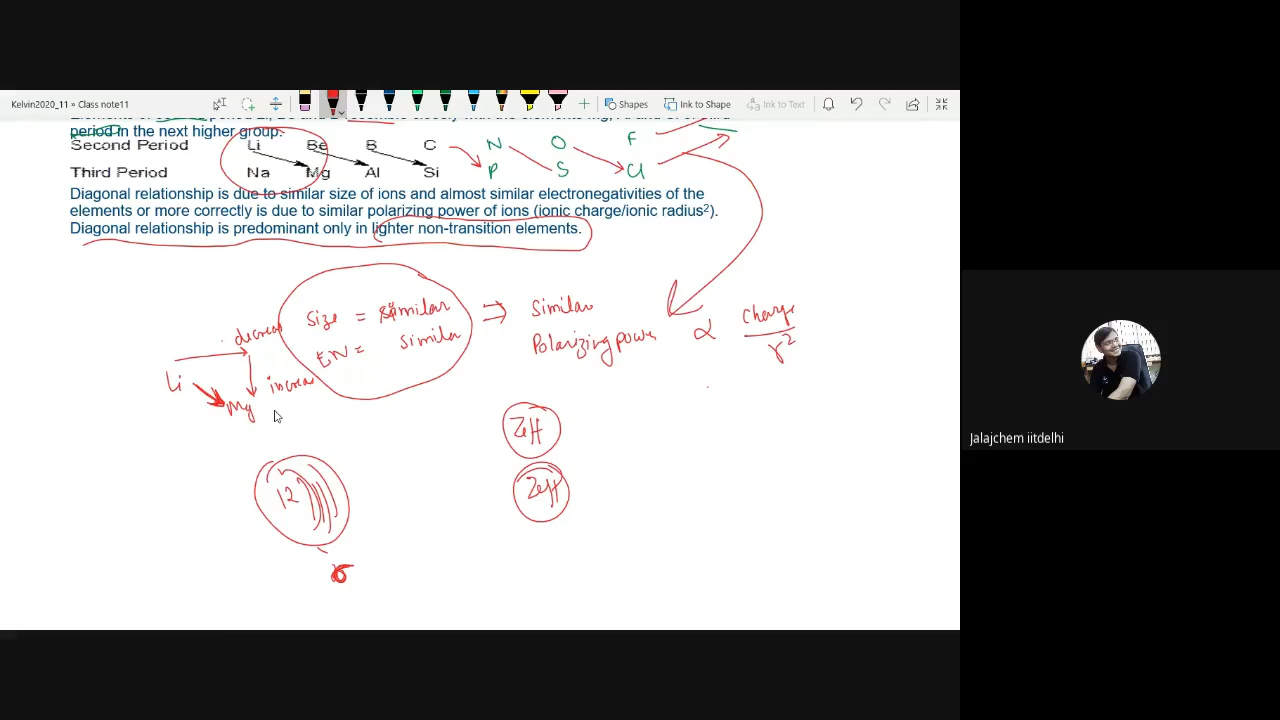 Kelvin2020_11 » Class note11
Shapes
Ink to Shape
Ink to Text
period in the next higher group.
Second Period Li Be B C N O F
Third Period Na Mg Al Si P S Cl
Diagonal relationship is due to similar size of ions and almost similar electronegativities of the
elements or more correctly is due to similar polarizing power of ions (ionic charge/ionic radius²).
Diagonal relationship is predominant only in lighter non-transition elements.
Size = similar ⇒ Similar
EN = similar
Polarizing power ∝ charge / r²
decreas
Li
increas
Mg
Zeff
Zeff
12
Jalajchem iitdelhi